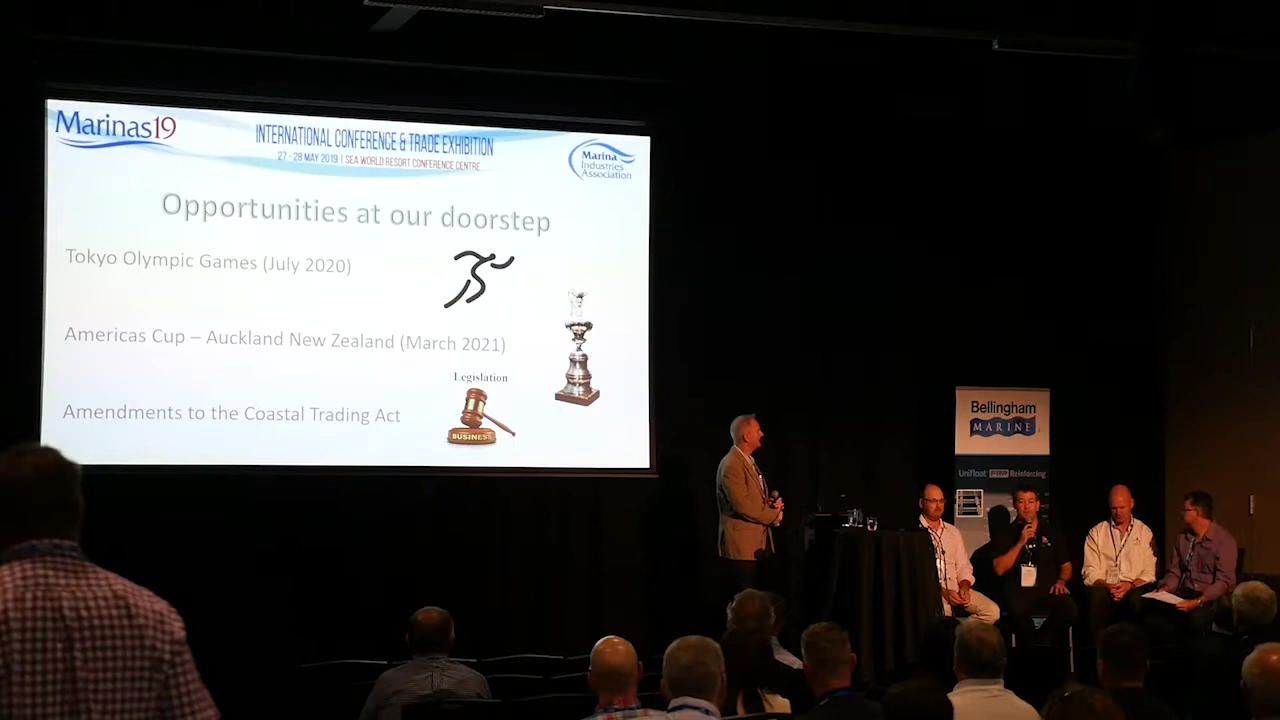 Marinas19
INTERNATIONAL CONFERENCE & TRADE EXHIBITION
27 - 28 MAY 2019 | SEA WORLD RESORT CONFERENCE CENTRE
Marina
Industries
Association
Opportunities at our doorstep
Tokyo Olympic Games (July 2020)
Americas Cup – Auckland New Zealand (March 2021)
Legislation
Amendments to the Coastal Trading Act
BUSINESS
Bellingham
MARINE
Unifloat
Reinforcing